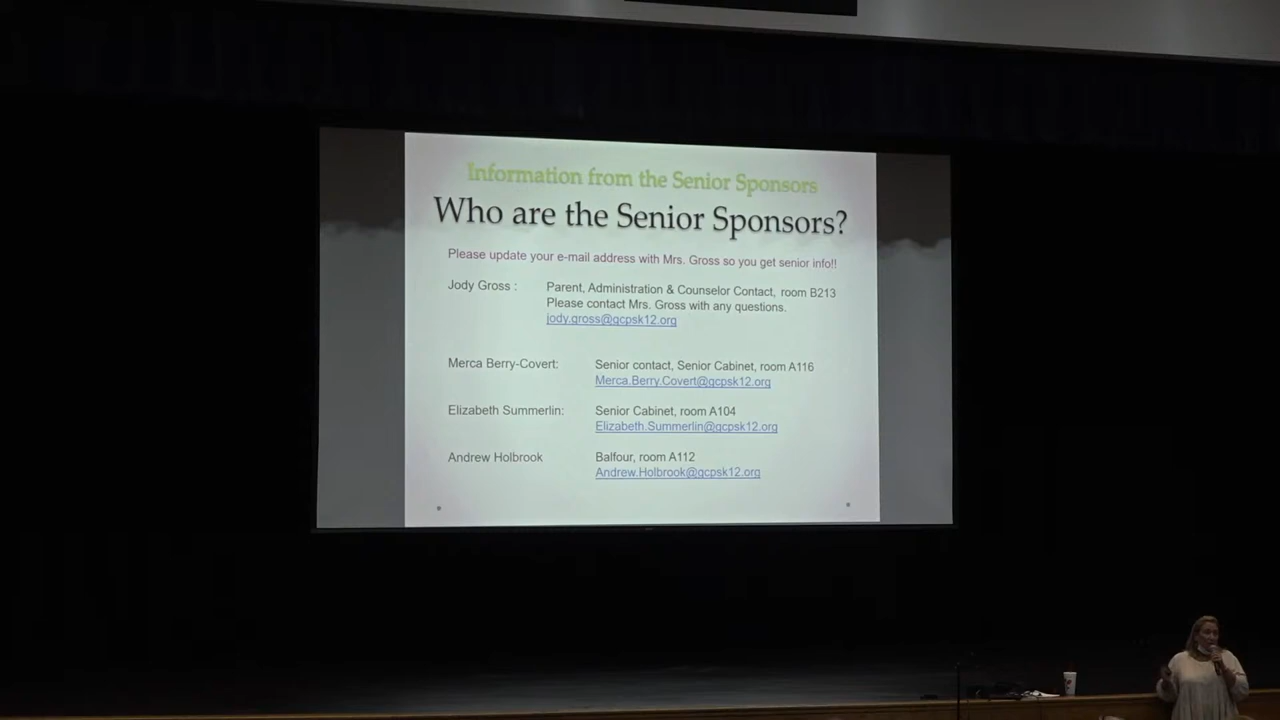 Information from the Senior Sponsors
Who are the Senior Sponsors?
Please update your e-mail address with Mrs. Gross so you get senior info!!
Jody Gross : Parent, Administration & Counselor Contact, room B213
Please contact Mrs. Gross with any questions.
jody.gross@gcpsk12.org
Merca Berry-Covert: Senior contact, Senior Cabinet, room A116
Merca.Berry.Covert@gcpsk12.org
Elizabeth Summerlin: Senior Cabinet, room A104
Elizabeth.Summerlin@gcpsk12.org
Andrew Holbrook Balfour, room A112
Andrew.Holbrook@gcpsk12.org